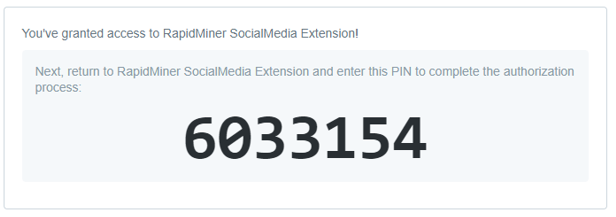 You've granted access to RapidMiner SocialMedia Extension!
Next, return to RapidMiner SocialMedia Extension and enter this PIN to complete the authorization
process:
6033154